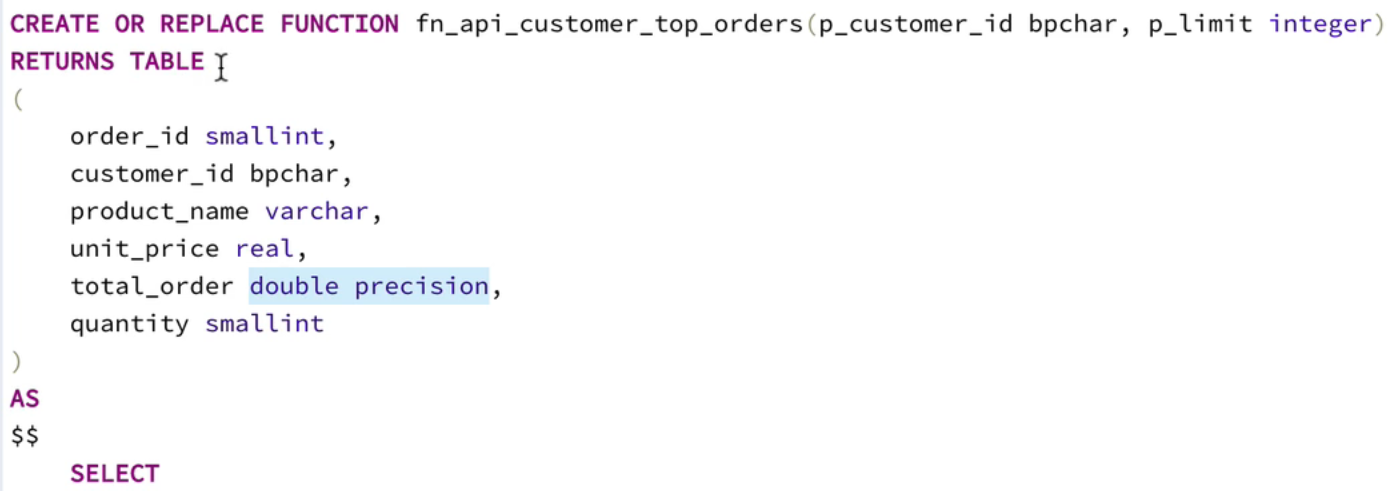 CREATE OR REPLACE FUNCTION fn_api_customer_top_orders(p_customer_id bpchar, p_limit integer)
RETURNS TABLE
(
    order_id smallint,
    customer_id bpchar,
    product_name varchar,
    unit_price real,
    total_order double precision,
    quantity smallint
)
AS
$$
    SELECT